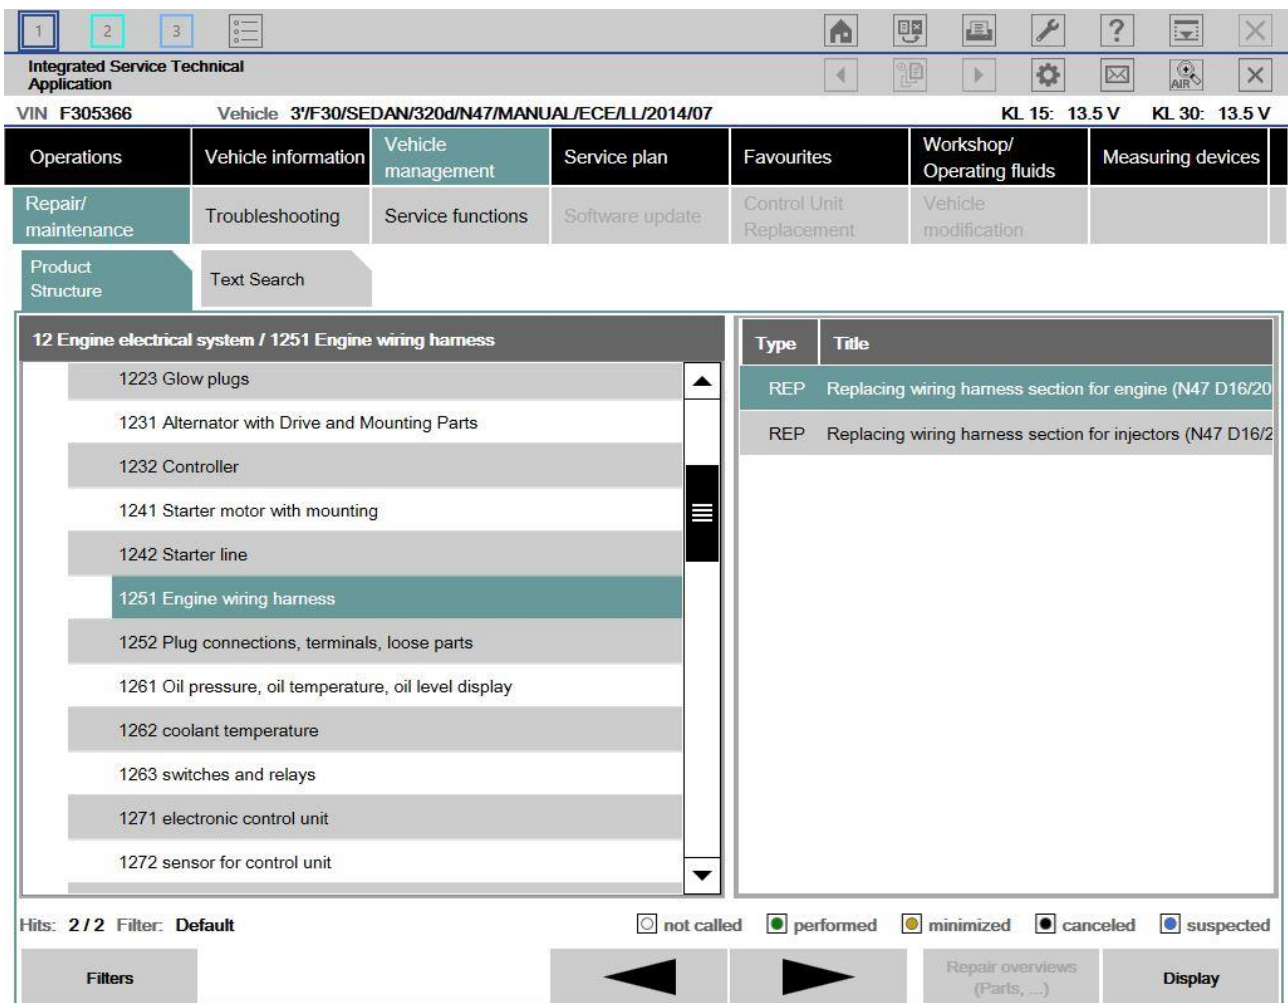 1
2
3
?
Integrated Service Technical
Application
AIR
VIN F305366 Vehicle 3'/F30/SEDAN/320d/N47/MANUAL/ECE/LL/2014/07 KL 15: 13.5 V KL 30: 13.5 V
Operations
Vehicle information
Vehicle
management
Service plan
Favourites
Workshop/
Operating fluids
Measuring devices
Repair/
maintenance
Troubleshooting
Service functions
Software update
Control Unit
Replacement
Vehicle
modification
Product
Structure
Text Search
12 Engine electrical system / 1251 Engine wiring harness
1223 Glow plugs
1231 Alternator with Drive and Mounting Parts
1232 Controller
1241 Starter motor with mounting
1242 Starter line
1251 Engine wiring harness
1252 Plug connections, terminals, loose parts
1261 Oil pressure, oil temperature, oil level display
1262 coolant temperature
1263 switches and relays
1271 electronic control unit
1272 sensor for control unit
Type Title
REP Replacing wiring harness section for engine (N47 D16/20
REP Replacing wiring harness section for injectors (N47 D16/2
Hits: 2 / 2 Filter: Default
not called performed minimized canceled suspected
Filters
Repair overviews
(Parts, ...)
Display